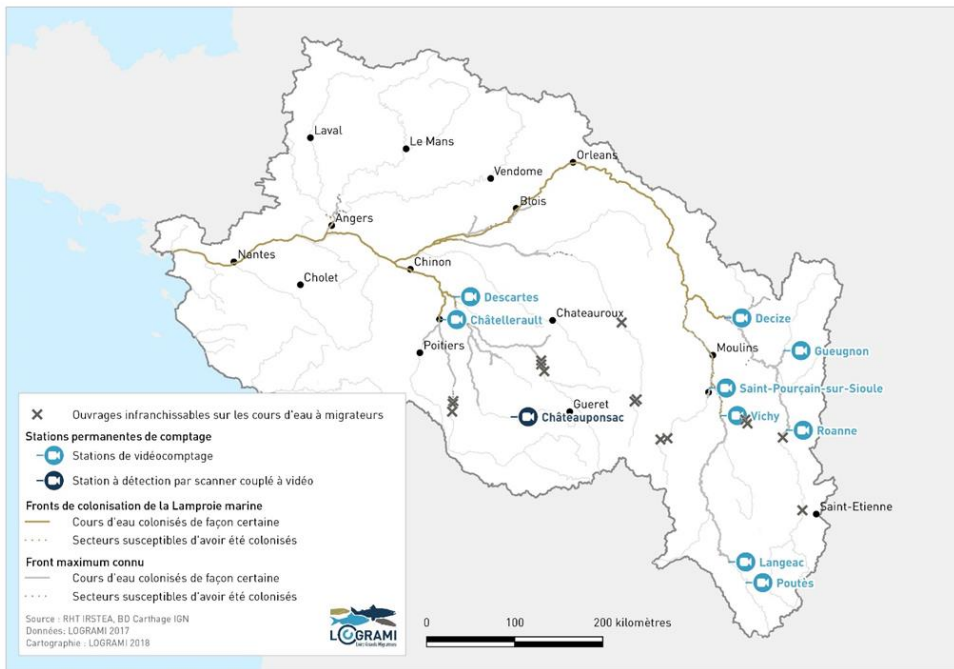 Laval
Le Mans
Orleans
Vendome
Blois
Angers
Nantes
Chinon
Cholet
Descartes
Châtellerault
Chateauroux
Decize
Poitiers
Moulins
Gueugnon
Saint-Pourçain-sur-Sioule
Gueret
Châteauponsac
Vichy
Roanne
Saint-Etienne
Langeac
Poutès
Ouvrages infranchissables sur les cours d'eau à migrateurs
Stations permanentes de comptage
Stations de vidéocomptage
Station à détection par scanner couplé à vidéo
Fronts de colonisation de la Lamproie marine
Cours d'eau colonisés de façon certaine
Secteurs susceptibles d'avoir été colonisés
Front maximum connu
Cours d'eau colonisés de façon certaine
Secteurs susceptibles d'avoir été colonisés
Source : RHT IRSTEA, BD Carthage IGN
Données: LOGRAMI 2017
Cartographie : LOGRAMI 2018
LOGRAMI
0 100 200 kilomètres